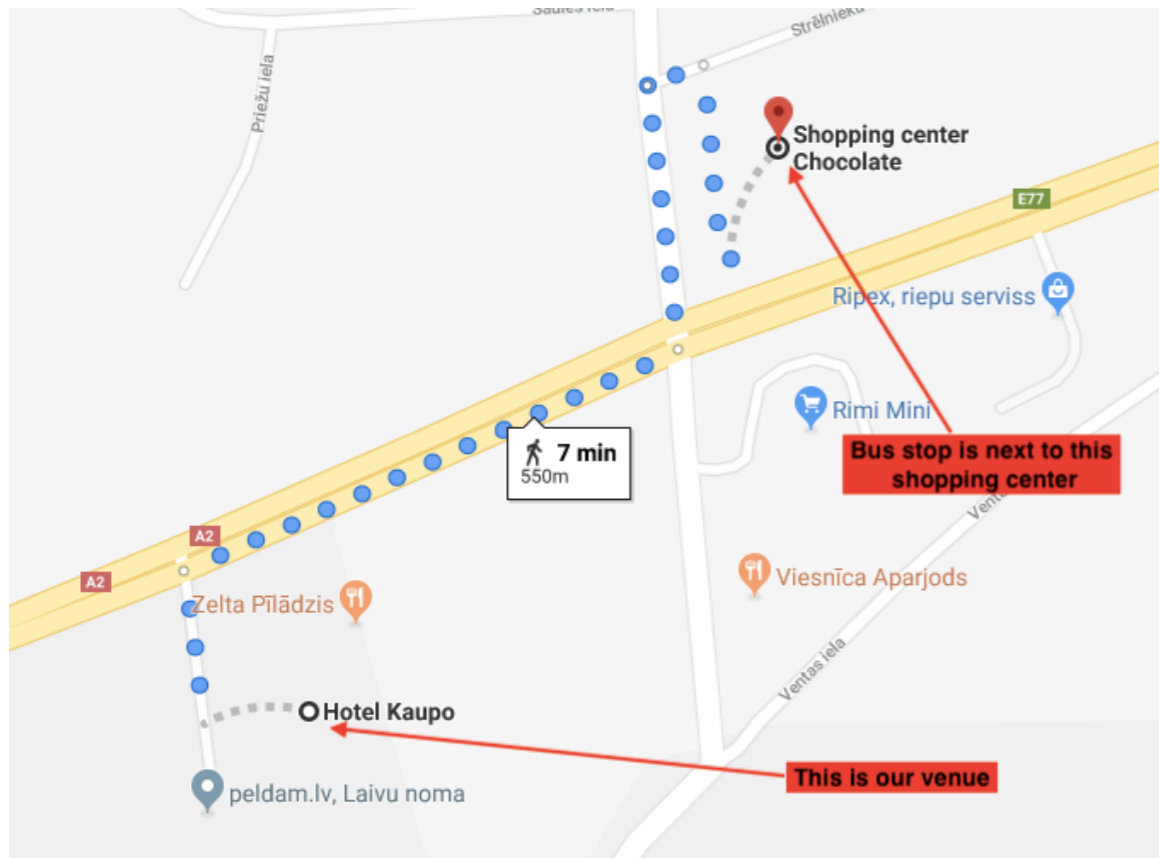 Saules iela
Strēlnieku
Priežu iela
Shopping center
Chocolate
E77
Ripex, riepu serviss
Rimi Mini
7 min
550m
Bus stop is next to this
shopping center
A2
A2
Viesnīca Aparjods
Zelta Pīlādzis
Ventas iela
Hotel Kaupo
This is our venue
peldam.lv, Laivu noma